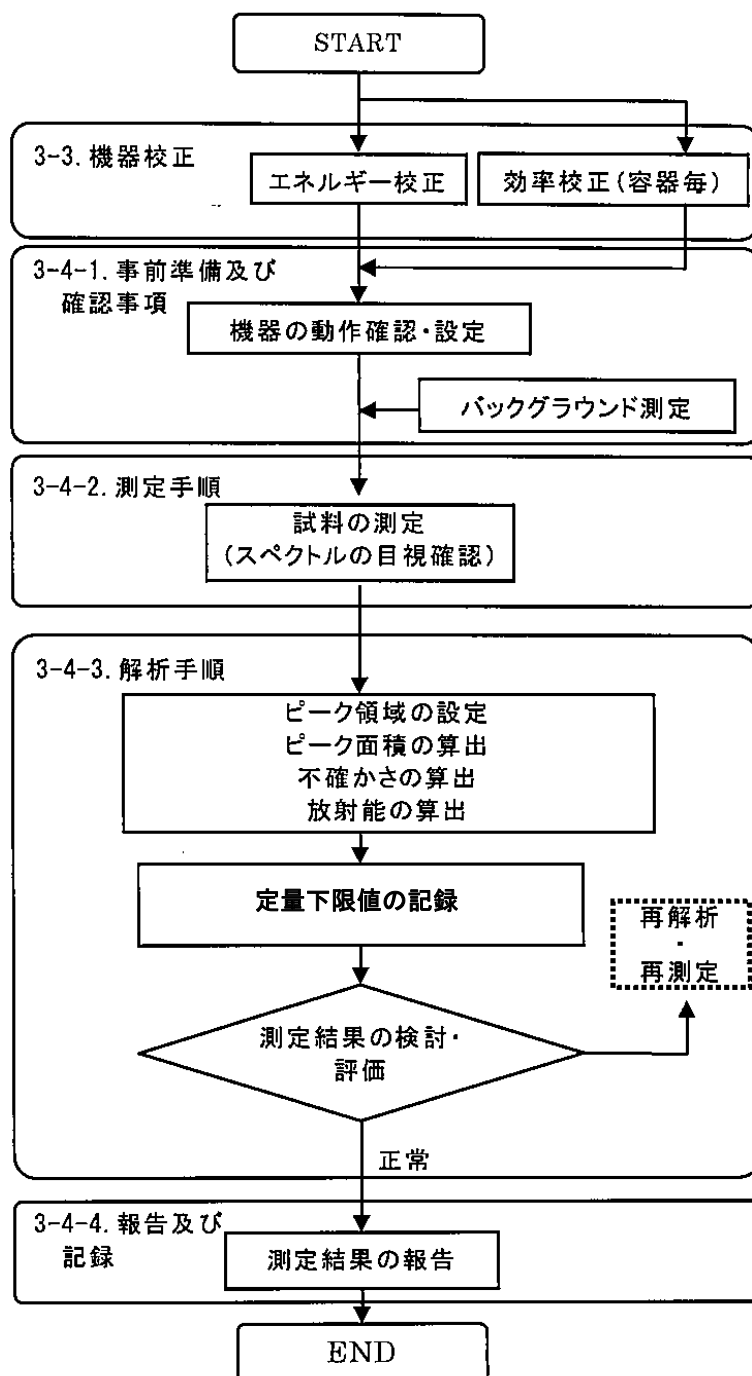 START
3-3. 機器校正
エネルギー校正
効率校正(容器毎)
3-4-1. 事前準備及び
確認事項
機器の動作確認・設定
バックグラウンド測定
3-4-2. 測定手順
試料の測定
(スペクトルの目視確認)
3-4-3. 解析手順
ピーク領域の設定
ピーク面積の算出
不確かさの算出
放射能の算出
定量下限値の記録
再解析
・
再測定
測定結果の検討・
評価
正常
3-4-4. 報告及び
記録
測定結果の報告
END